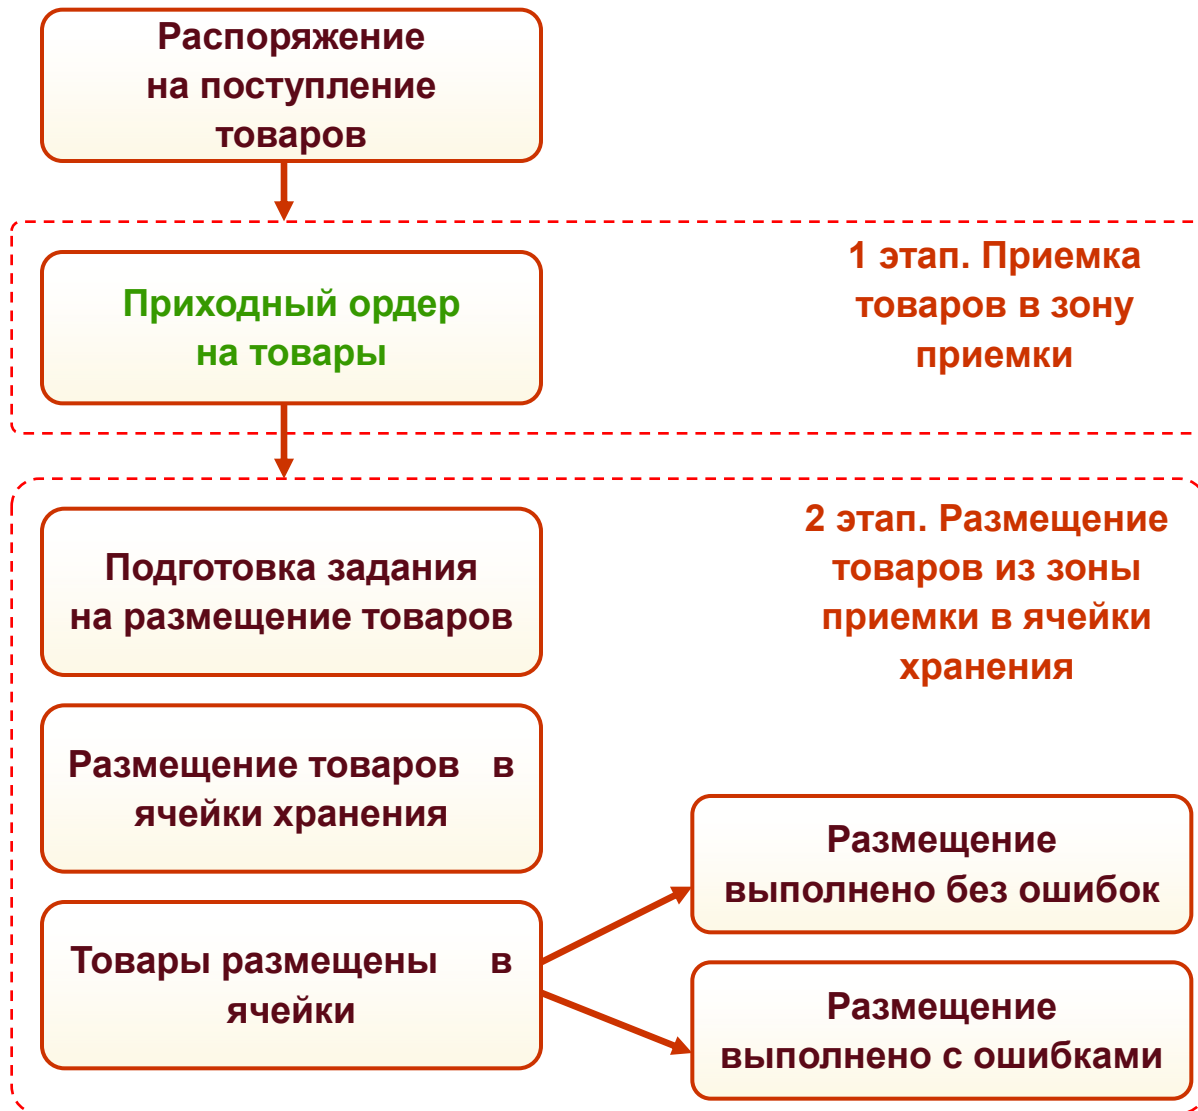 Распоряжение
на поступление
товаров
1 этап. Приемка
товаров в зону
приемки
Приходный ордер
на товары
2 этап. Размещение
товаров из зоны
приемки в ячейки
хранения
Подготовка задания
на размещение товаров
Размещение товаров в
ячейки хранения
Товары размещены в
ячейки
Размещение
выполнено без ошибок
Размещение
выполнено с ошибками